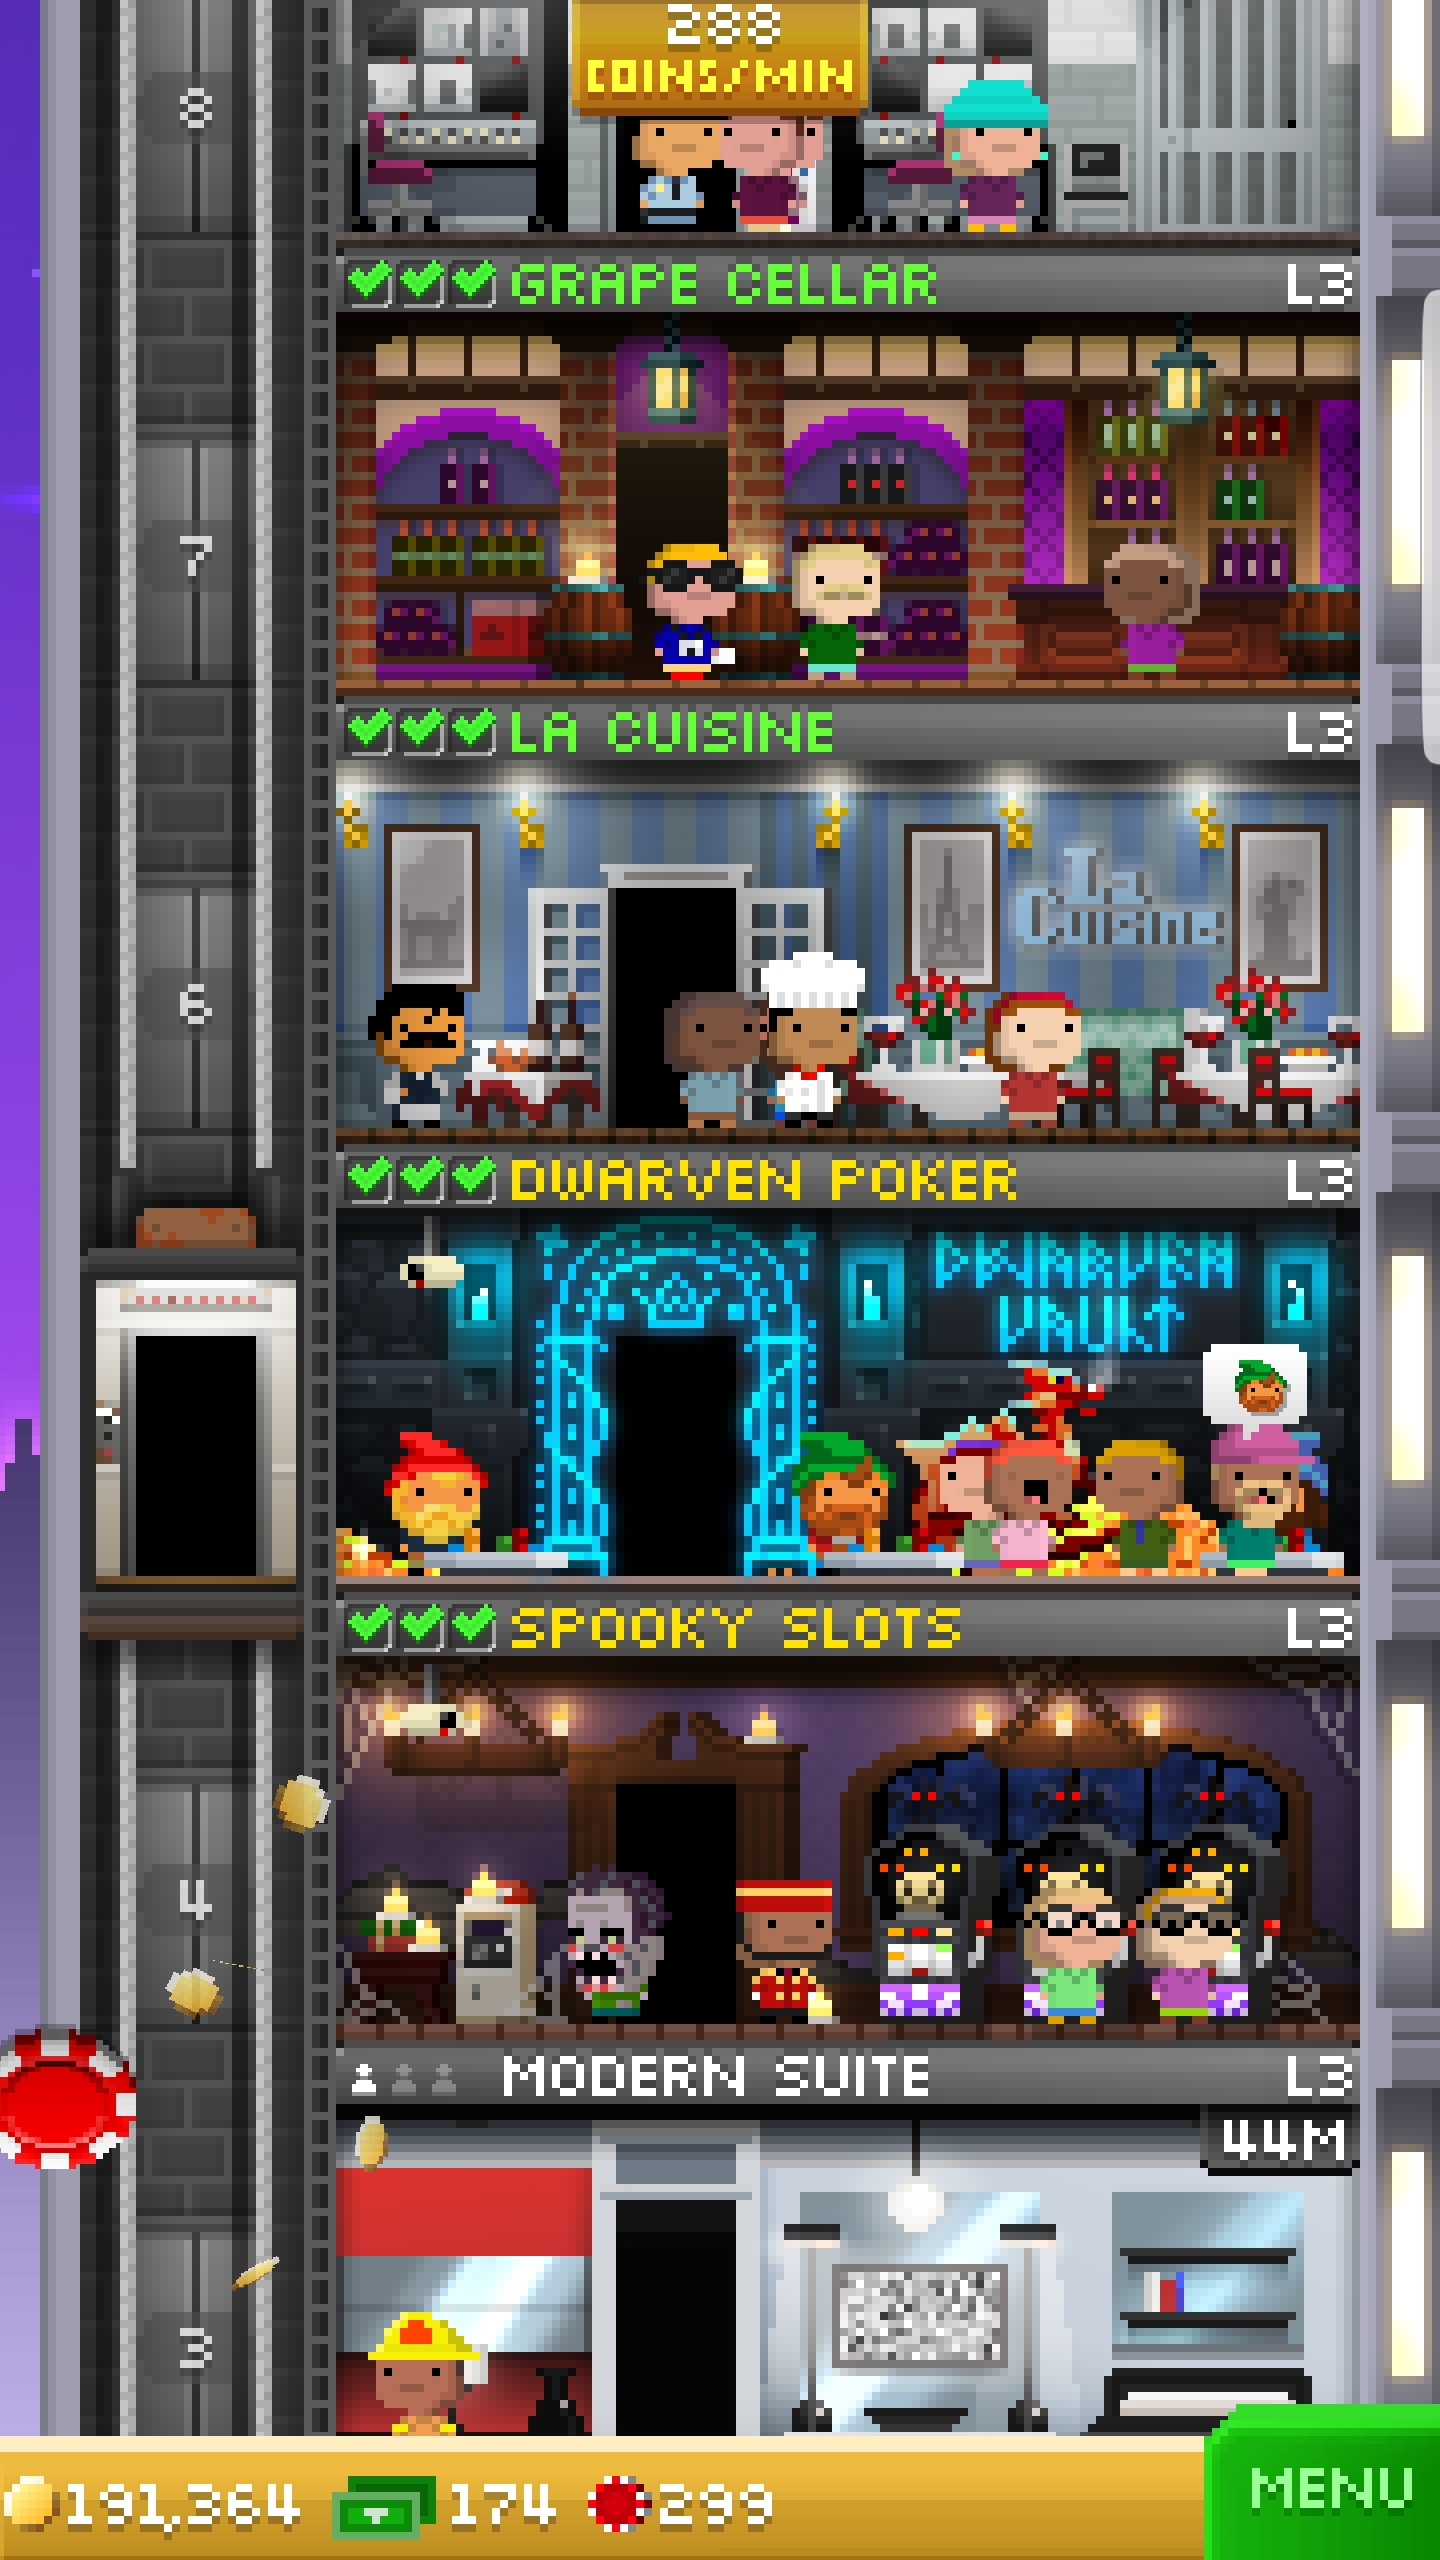 288
COINS/MIN
8
GRAPE CELLAR L3
7
LA CUISINE L3
La
Cuisine
6
DWARVEN POKER L3
DWARVEN
VAULT
SPOOKY SLOTS L3
4
MODERN SUITE L3
44M
3
191,364 174 299
MENU